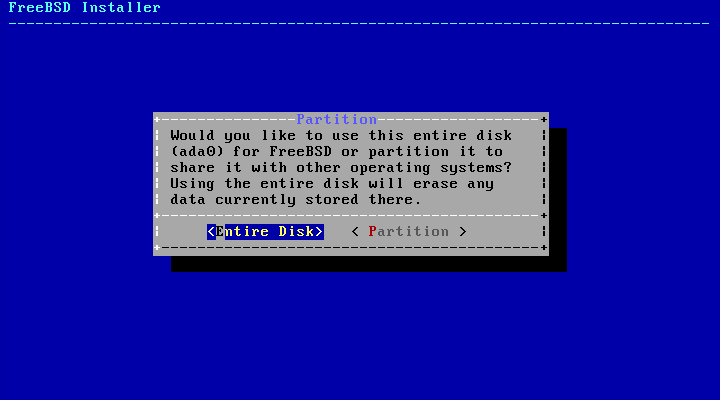 FreeBSD Installer
Partition
Would you like to use this entire disk
(ada0) for FreeBSD or partition it to
share it with other operating systems?
Using the entire disk will erase any
data currently stored there.
<Entire Disk> < Partition >